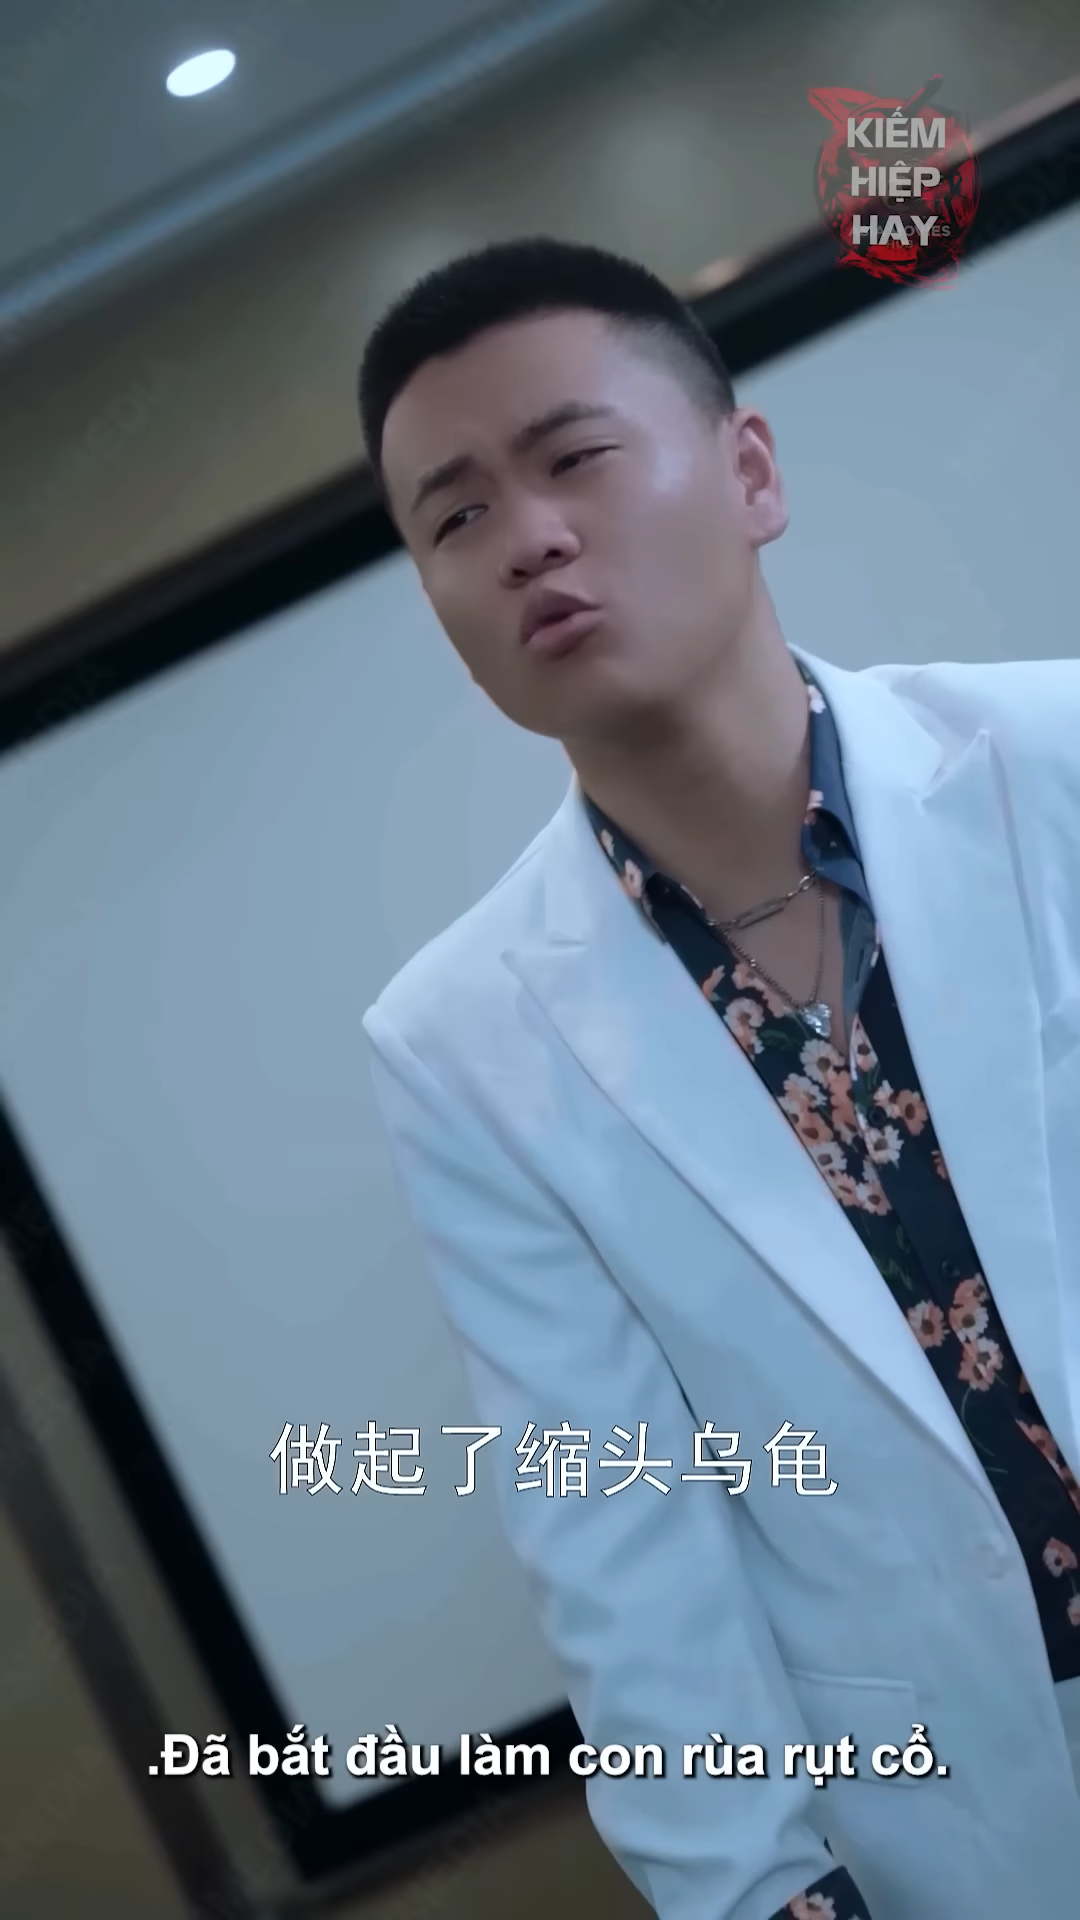 KIẾM
HIỆP
HAY
做起了缩头乌龟
.Đã bắt đầu làm con rùa rụt cổ.